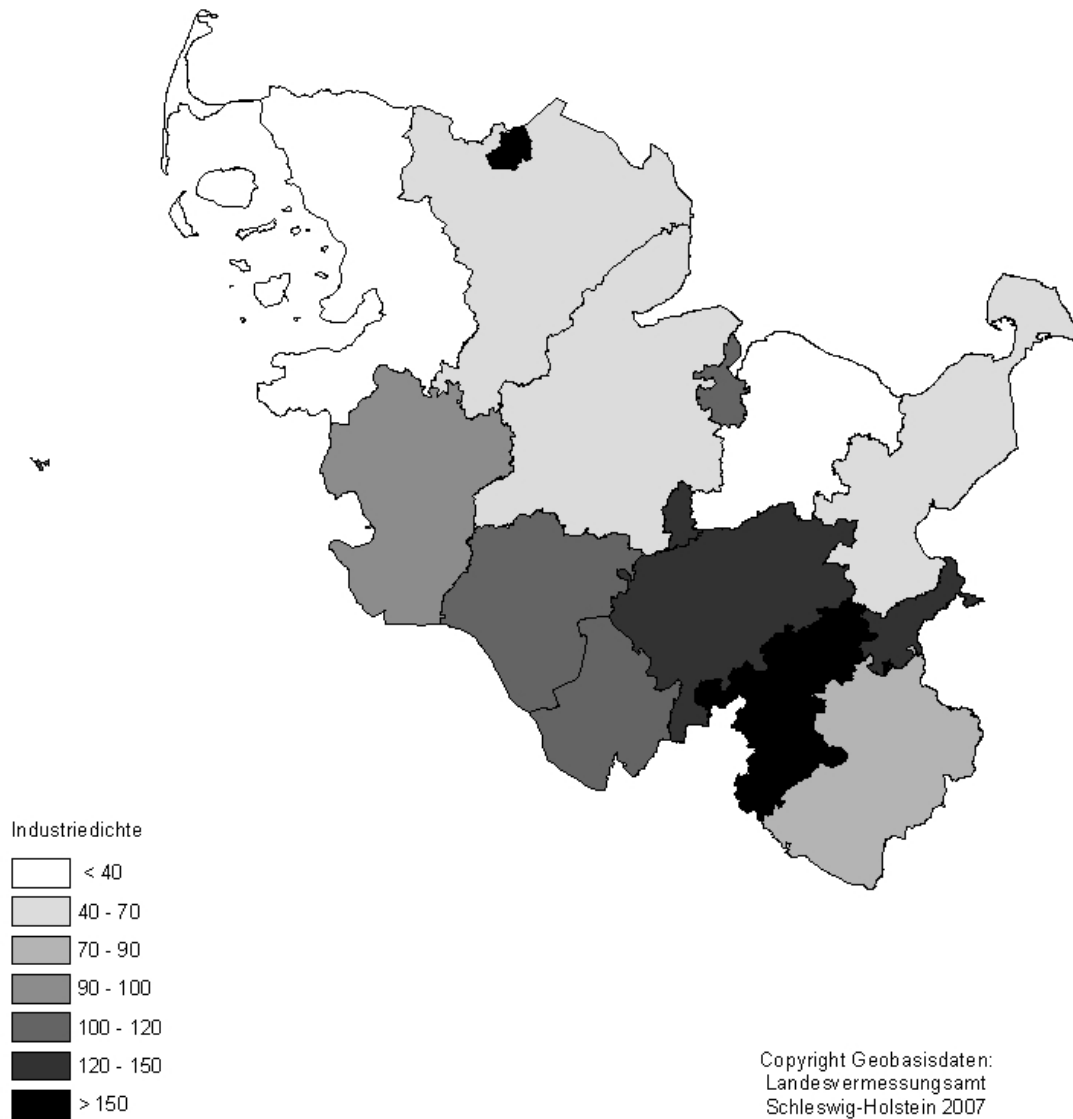 Industriedichte
< 40
40 - 70
70 - 90
90 - 100
100 - 120
120 - 150
> 150
Copyright Geobasisdaten:
Landesvermessungsamt
Schleswig-Holstein 2007